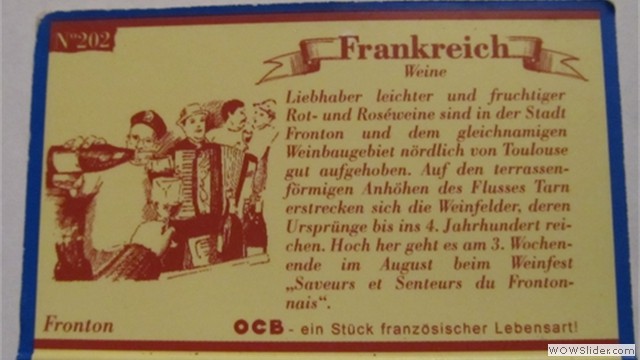 Nº202
Frankreich
Weine
Liebhaber leichter und fruchtiger
Rot- und Roséweine sind in der Stadt
Fronton und dem gleichnamigen
Weinbaugebiet nördlich von Toulouse
gut aufgehoben. Auf den terrassen-
förmigen Anhöhen des Flusses Tarn
erstrecken sich die Weinfelder, deren
Ursprünge bis ins 4. Jahrhundert rei-
chen. Hoch her geht es am 3. Wochen-
ende im August beim Weinfest
„Saveurs et Senteurs du Fronton-
nais“.
Fronton
OCB - ein Stück französischer Lebensart!
WOWSlider.com